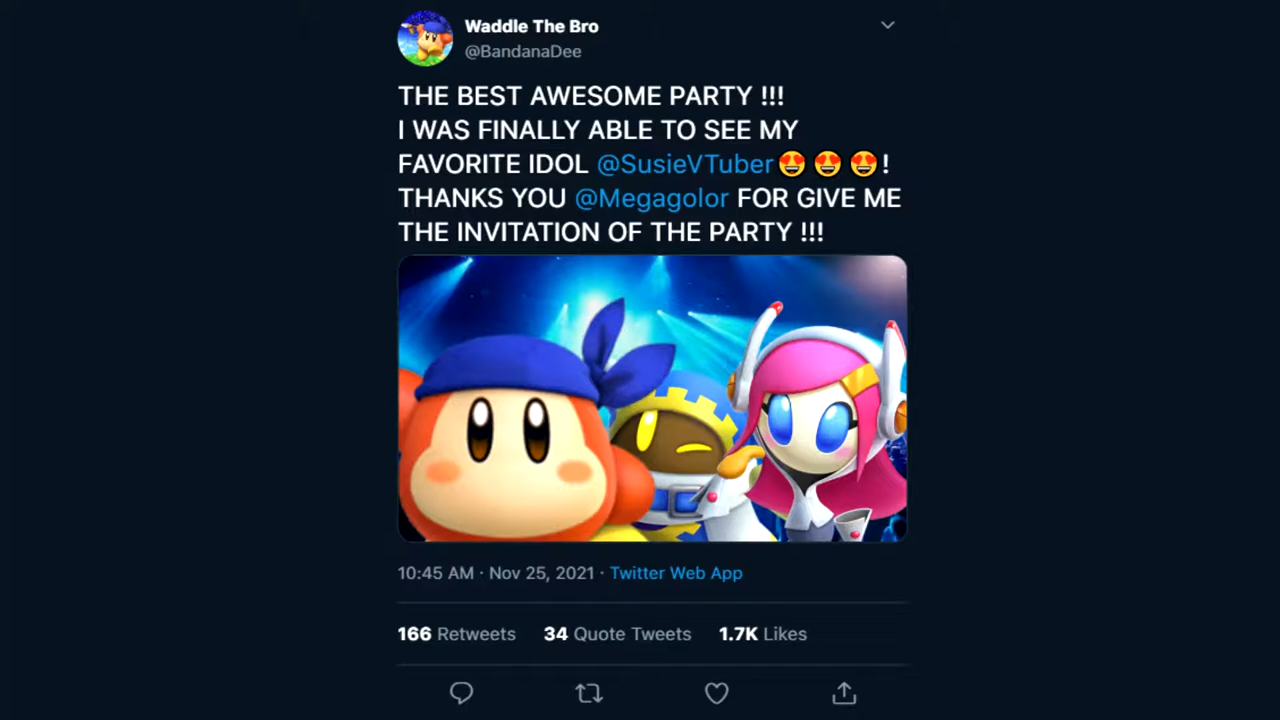 Waddle The Bro
@BandanaDee
THE BEST AWESOME PARTY !!!
I WAS FINALLY ABLE TO SEE MY
FAVORITE IDOL @SusieVTuber😍😍😍!
THANKS YOU @Megagolor FOR GIVE ME
THE INVITATION OF THE PARTY !!!
10:45 AM · Nov 25, 2021 · Twitter Web App
166 Retweets 34 Quote Tweets 1.7K Likes